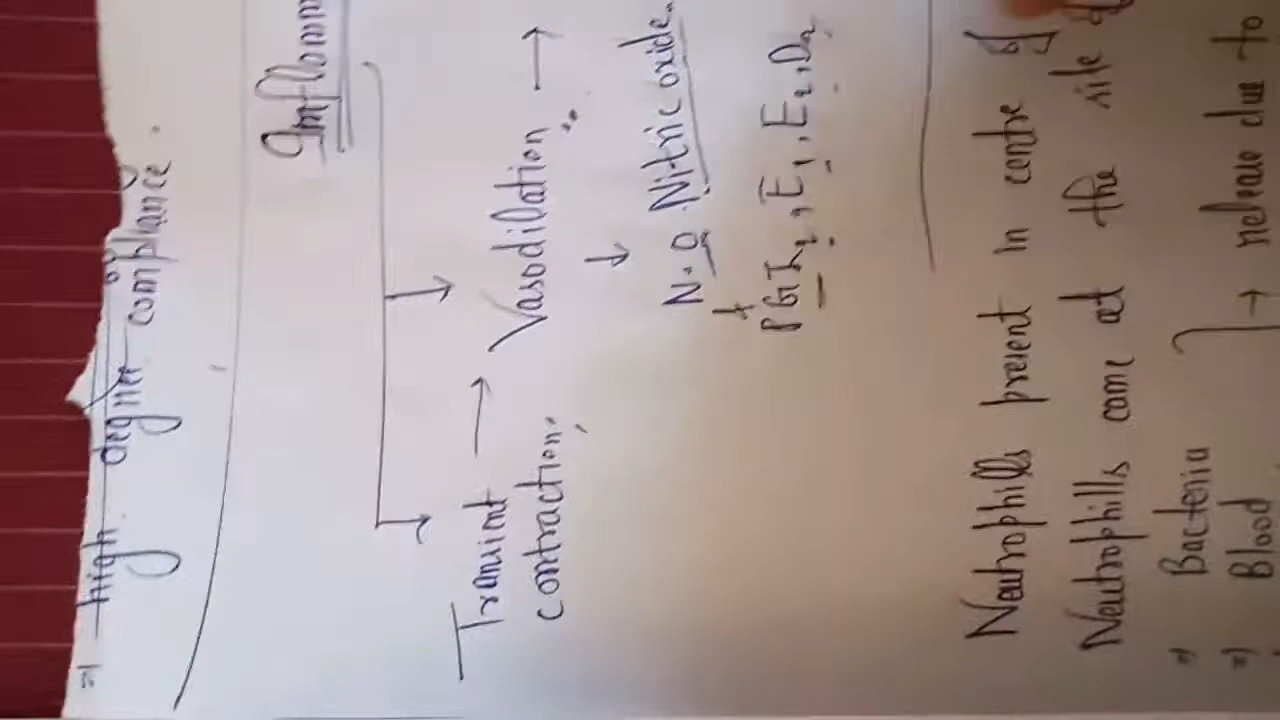 =) high degree
compliance.
Inflamm
Transient → Vasodilation →
contraction.
↓
N.O Nitric oxide.
PGI2, E1, E2, D2
Neutrophills present in centre of
Neutrophills come at the site
=) Bacteria
=) Blood → release due to